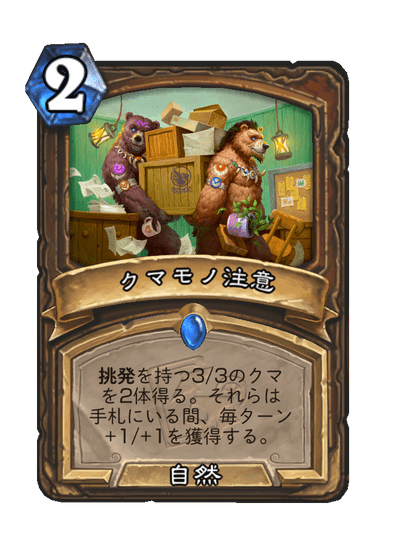 2
クマモノ注意
挑発を持つ3/3のクマ
を2体得る。それらは
手札にいる間、毎ターン
+1/+1を獲得する。
自然